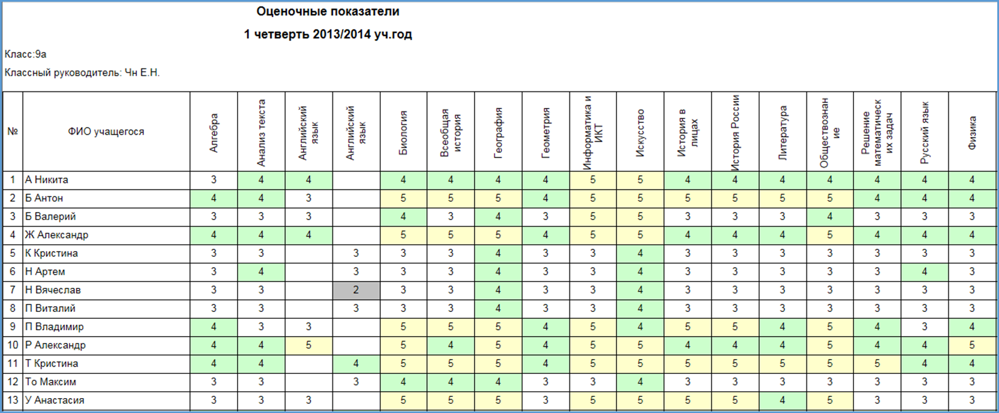 Оценочные показатели
1 четверть 2013/2014 уч.год
Класс:9а
Классный руководитель: Чн Е.Н.
№ ФИО учащегося Алгебра Анализ текста Английский язык Английский язык Биология Всеобщая история География Геометрия Информатика и ИКТ Искусство История в лицах История России Литература Обществознан ие Решение математическ их задач Русский язык Физика
1 А Никита 3 4 4 4 4 4 4 5 5 4 4 4 4 4 4 4
2 Б Антон 4 4 3 5 5 5 4 5 5 5 5 5 5 4 4 4
3 Б Валерий 3 3 3 4 3 4 3 5 5 3 3 3 4 3 3 3
4 Ж Александр 4 4 4 5 5 5 4 5 5 4 4 4 5 4 4 4
5 К Кристина 3 3 3 3 3 4 3 3 4 3 3 3 3 3 3 3
6 Н Артем 3 4 3 3 3 4 3 3 4 3 3 3 3 3 4 3
7 Н Вячеслав 3 3 2 3 3 4 3 3 4 3 3 3 3 3 3 3
8 П Виталий 3 3 3 3 3 4 3 3 4 3 3 3 3 3 3 3
9 П Владимир 4 3 3 5 5 5 4 5 4 5 5 4 5 4 3 4
10 Р Александр 4 4 5 5 4 5 4 5 5 4 4 4 5 4 4 5
11 Т Кристина 4 4 4 5 5 5 4 5 5 5 5 5 5 5 4 4
12 То Максим 3 3 3 4 4 4 3 3 4 3 3 3 3 3 3 3
13 У Анастасия 3 3 3 5 5 5 3 5 5 5 5 4 5 3 3 3